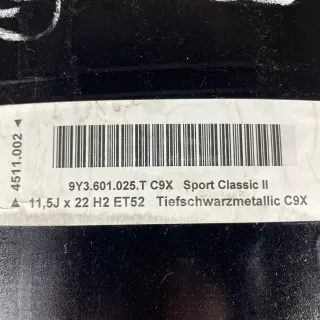 4511.002 ◄
9Y3.601.025.T C9X Sport Classic II
▲ 11,5J x 22 H2 ET52 Tiefschwarzmetallic C9X